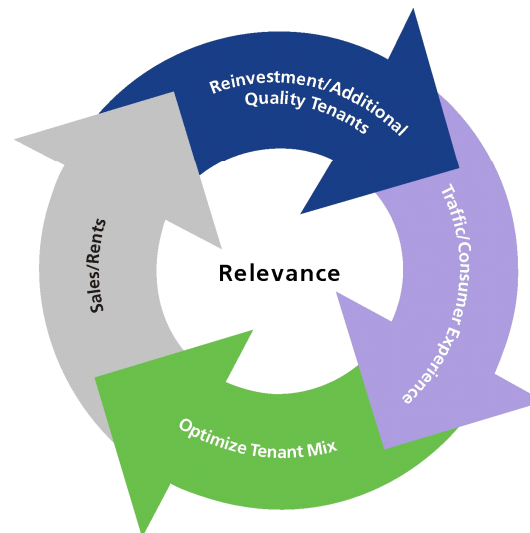 Reinvestment/Additional
Quality Tenants
Traffic/Consumer Experience
Relevance
Sales/Rents
Optimize Tenant Mix